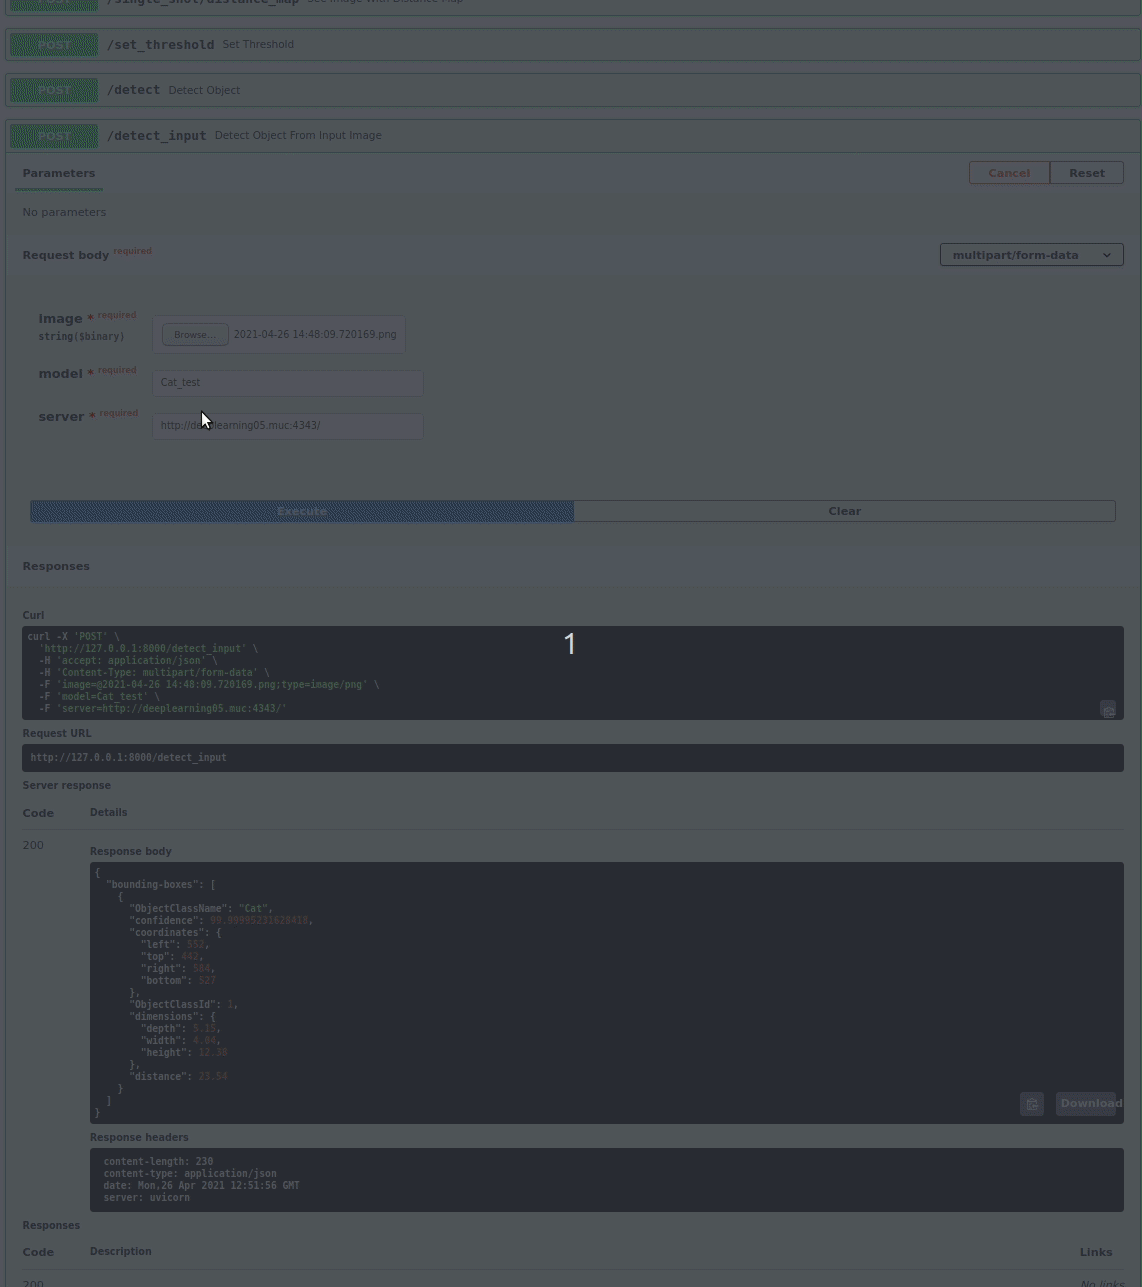 POST /single_shot/distance_map See Image With Distance Map
POST /set_threshold Set Threshold
POST /detect Detect Object
POST /detect_input Detect Object From Input Image
Parameters
Cancel Reset
No parameters
Request body required
multipart/form-data
image * required
string($binary)
Browse... 2021-04-26 14:48:09.720169.png
model * required
Cat_test
server * required
http://deeplearning05.muc:4343/
Execute Clear
Responses
Curl
curl -X 'POST' \
'http://127.0.0.1:8000/detect_input' \
-H 'accept: application/json' \
-H 'Content-Type: multipart/form-data' \
-F 'image=@2021-04-26 14:48:09.720169.png;type=image/png' \
-F 'model=Cat_test' \
-F 'server=http://deeplearning05.muc:4343/'
1
Request URL
http://127.0.0.1:8000/detect_input
Server response
Code Details
200
Response body
{
"bounding-boxes": [
{
"ObjectClassName": "Cat",
"confidence": 99.99995231628418,
"coordinates": {
"left": 552,
"top": 442,
"right": 584,
"bottom": 527
},
"ObjectClassId": 1,
"dimensions": {
"depth": 5.15,
"width": 4.04,
"height": 12.38
},
"distance": 23.54
}
]
}
Download
Response headers
content-length: 230
content-type: application/json
date: Mon,26 Apr 2021 12:51:56 GMT
server: uvicorn
Responses
Code Description Links
200 No links